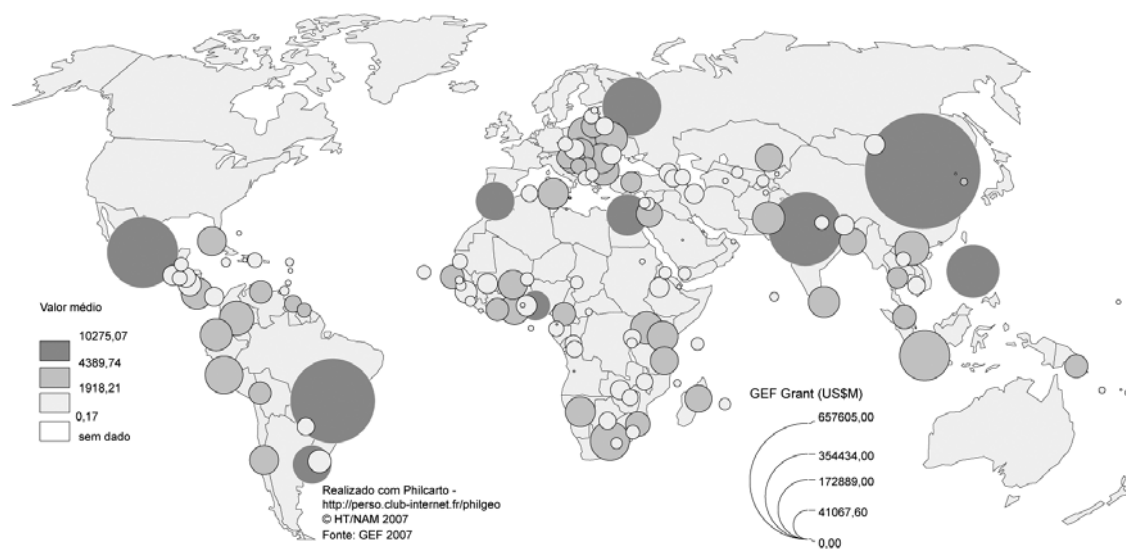 Valor médio
10275,07
4389,74
1918,21
0,17
sem dado
Realizado com Philcarto -
http://perso.club-internet.fr/philgeo
© HT/NAM 2007
Fonte: GEF 2007
GEF Grant (US$M)
657605,00
354434,00
172889,00
41067,60
0,00